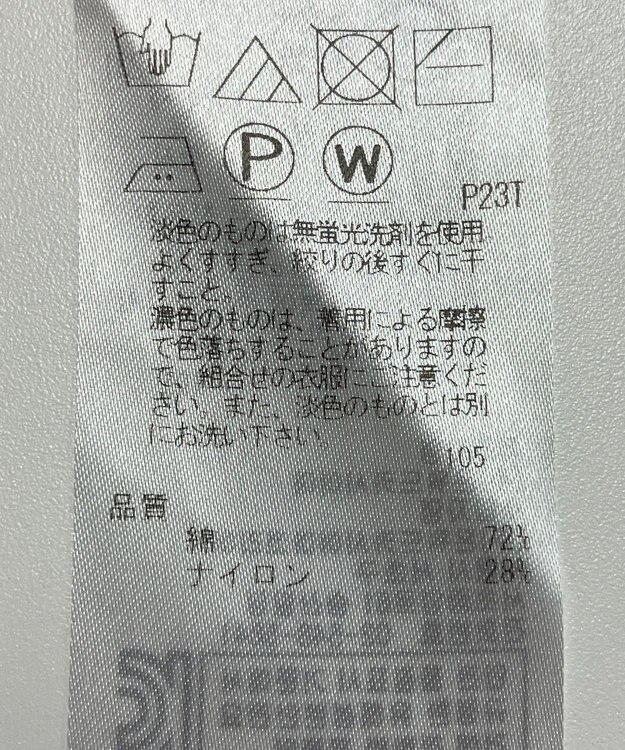 P W
P23T
淡色のものは無蛍光洗剤を使用
よくすすぎ、絞りの後すぐに干
すこと。
濃色のものは、着用による摩擦
で色落ちすることがありますの
で、組合せの衣服にご注意くだ
さい。また、淡色のものとは別
にお洗い下さい。
105
品質
綿 72%
ナイロン 28%